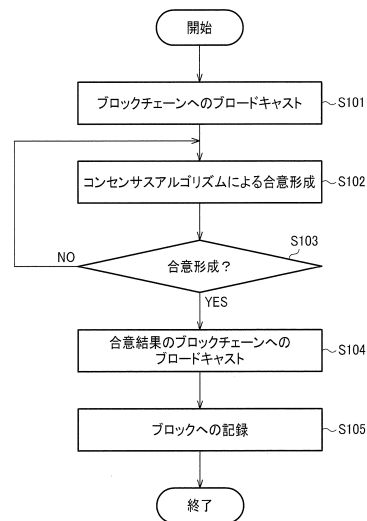 開始
ブロックチェーンへのブロードキャスト
S101
コンセンサスアルゴリズムによる合意形成
S102
S103
合意形成?
NO
YES
合意結果のブロックチェーンへの
ブロードキャスト
S104
ブロックへの記録
S105
終了